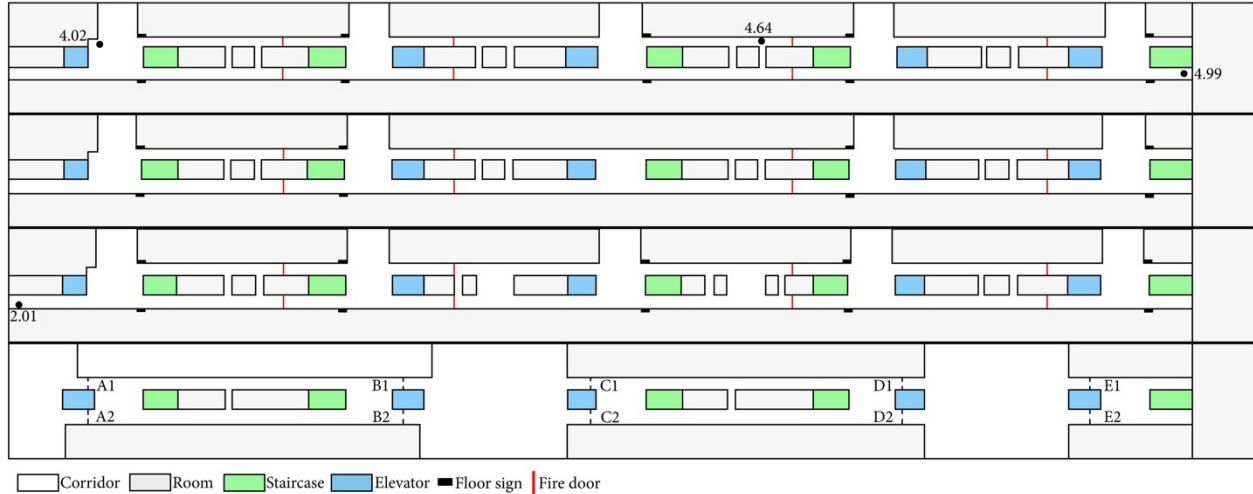 4.02
4.64
4.99
2.01
A1
B1
C1
D1
E1
A2
B2
C2
D2
E2
Corridor Room Staircase Elevator Floor sign Fire door